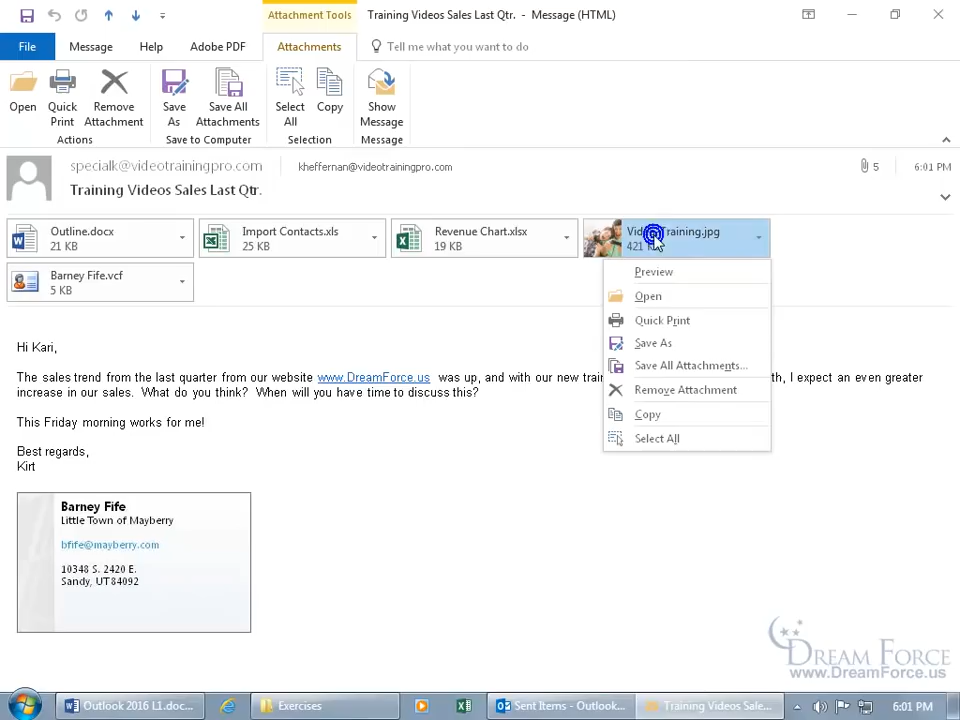 Attachment Tools
Training Videos Sales Last Qtr. - Message (HTML)
File
Message
Help
Adobe PDF
Attachments
Tell me what you want to do
Open
Quick Print
Remove Attachment
Save As
Save All Attachments
Select All
Copy
Show Message
Actions
Save to Computer
Selection
Message
specialk@videotrainingpro.com
kheffernan@videotrainingpro.com
5
6:01 PM
Training Videos Sales Last Qtr.
Outline.docx
21 KB
Import Contacts.xls
25 KB
Revenue Chart.xlsx
19 KB
Training.jpg
421
Barney Fife.vcf
5 KB
Preview
Open
Quick Print
Save As
Save All Attachments...
Remove Attachment
Copy
Select All
Hi Kari,
The sales trend from the last quarter from our website www.DreamForce.us was up, and with our new th, I expect an even greater
increase in our sales. What do you think? When will you have time to discuss this?
This Friday morning works for me!
Best regards,
Kirt
Barney Fife
Little Town of Mayberry
bfife@mayberry.com
10348 S. 2420 E.
Sandy, UT 84092
DREAM FORCE
www.DreamForce.us
Outlook 2016 L1.doc...
Exercises
Sent Items - Outlook...
Training Videos Sale...
6:01 PM